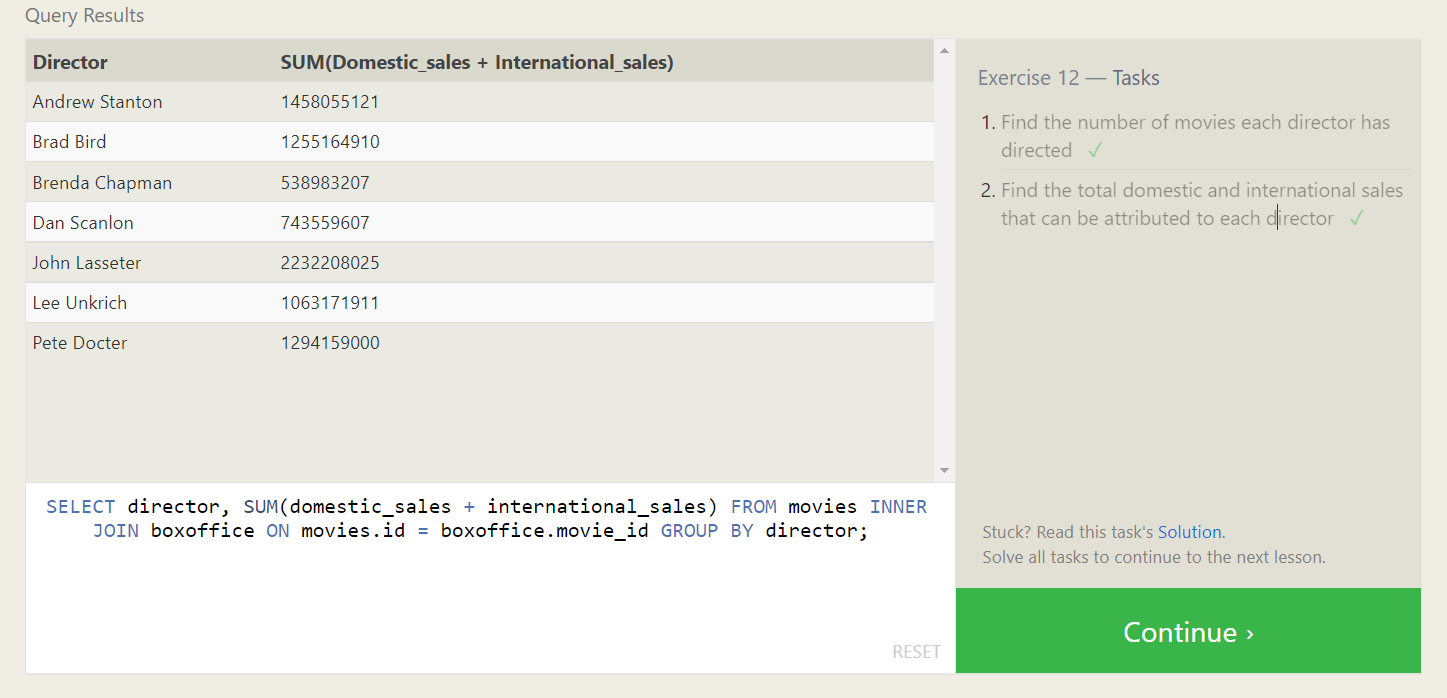 Query Results
Director SUM(Domestic_sales + International_sales)
Andrew Stanton 1458055121
Brad Bird 1255164910
Brenda Chapman 538983207
Dan Scanlon 743559607
John Lasseter 2232208025
Lee Unkrich 1063171911
Pete Docter 1294159000
SELECT director, SUM(domestic_sales + international_sales) FROM movies INNER
JOIN boxoffice ON movies.id = boxoffice.movie_id GROUP BY director;
RESET
Exercise 12 — Tasks
1. Find the number of movies each director has
directed ✓
2. Find the total domestic and international sales
that can be attributed to each director ✓
Stuck? Read this task's Solution.
Solve all tasks to continue to the next lesson.
Continue ›